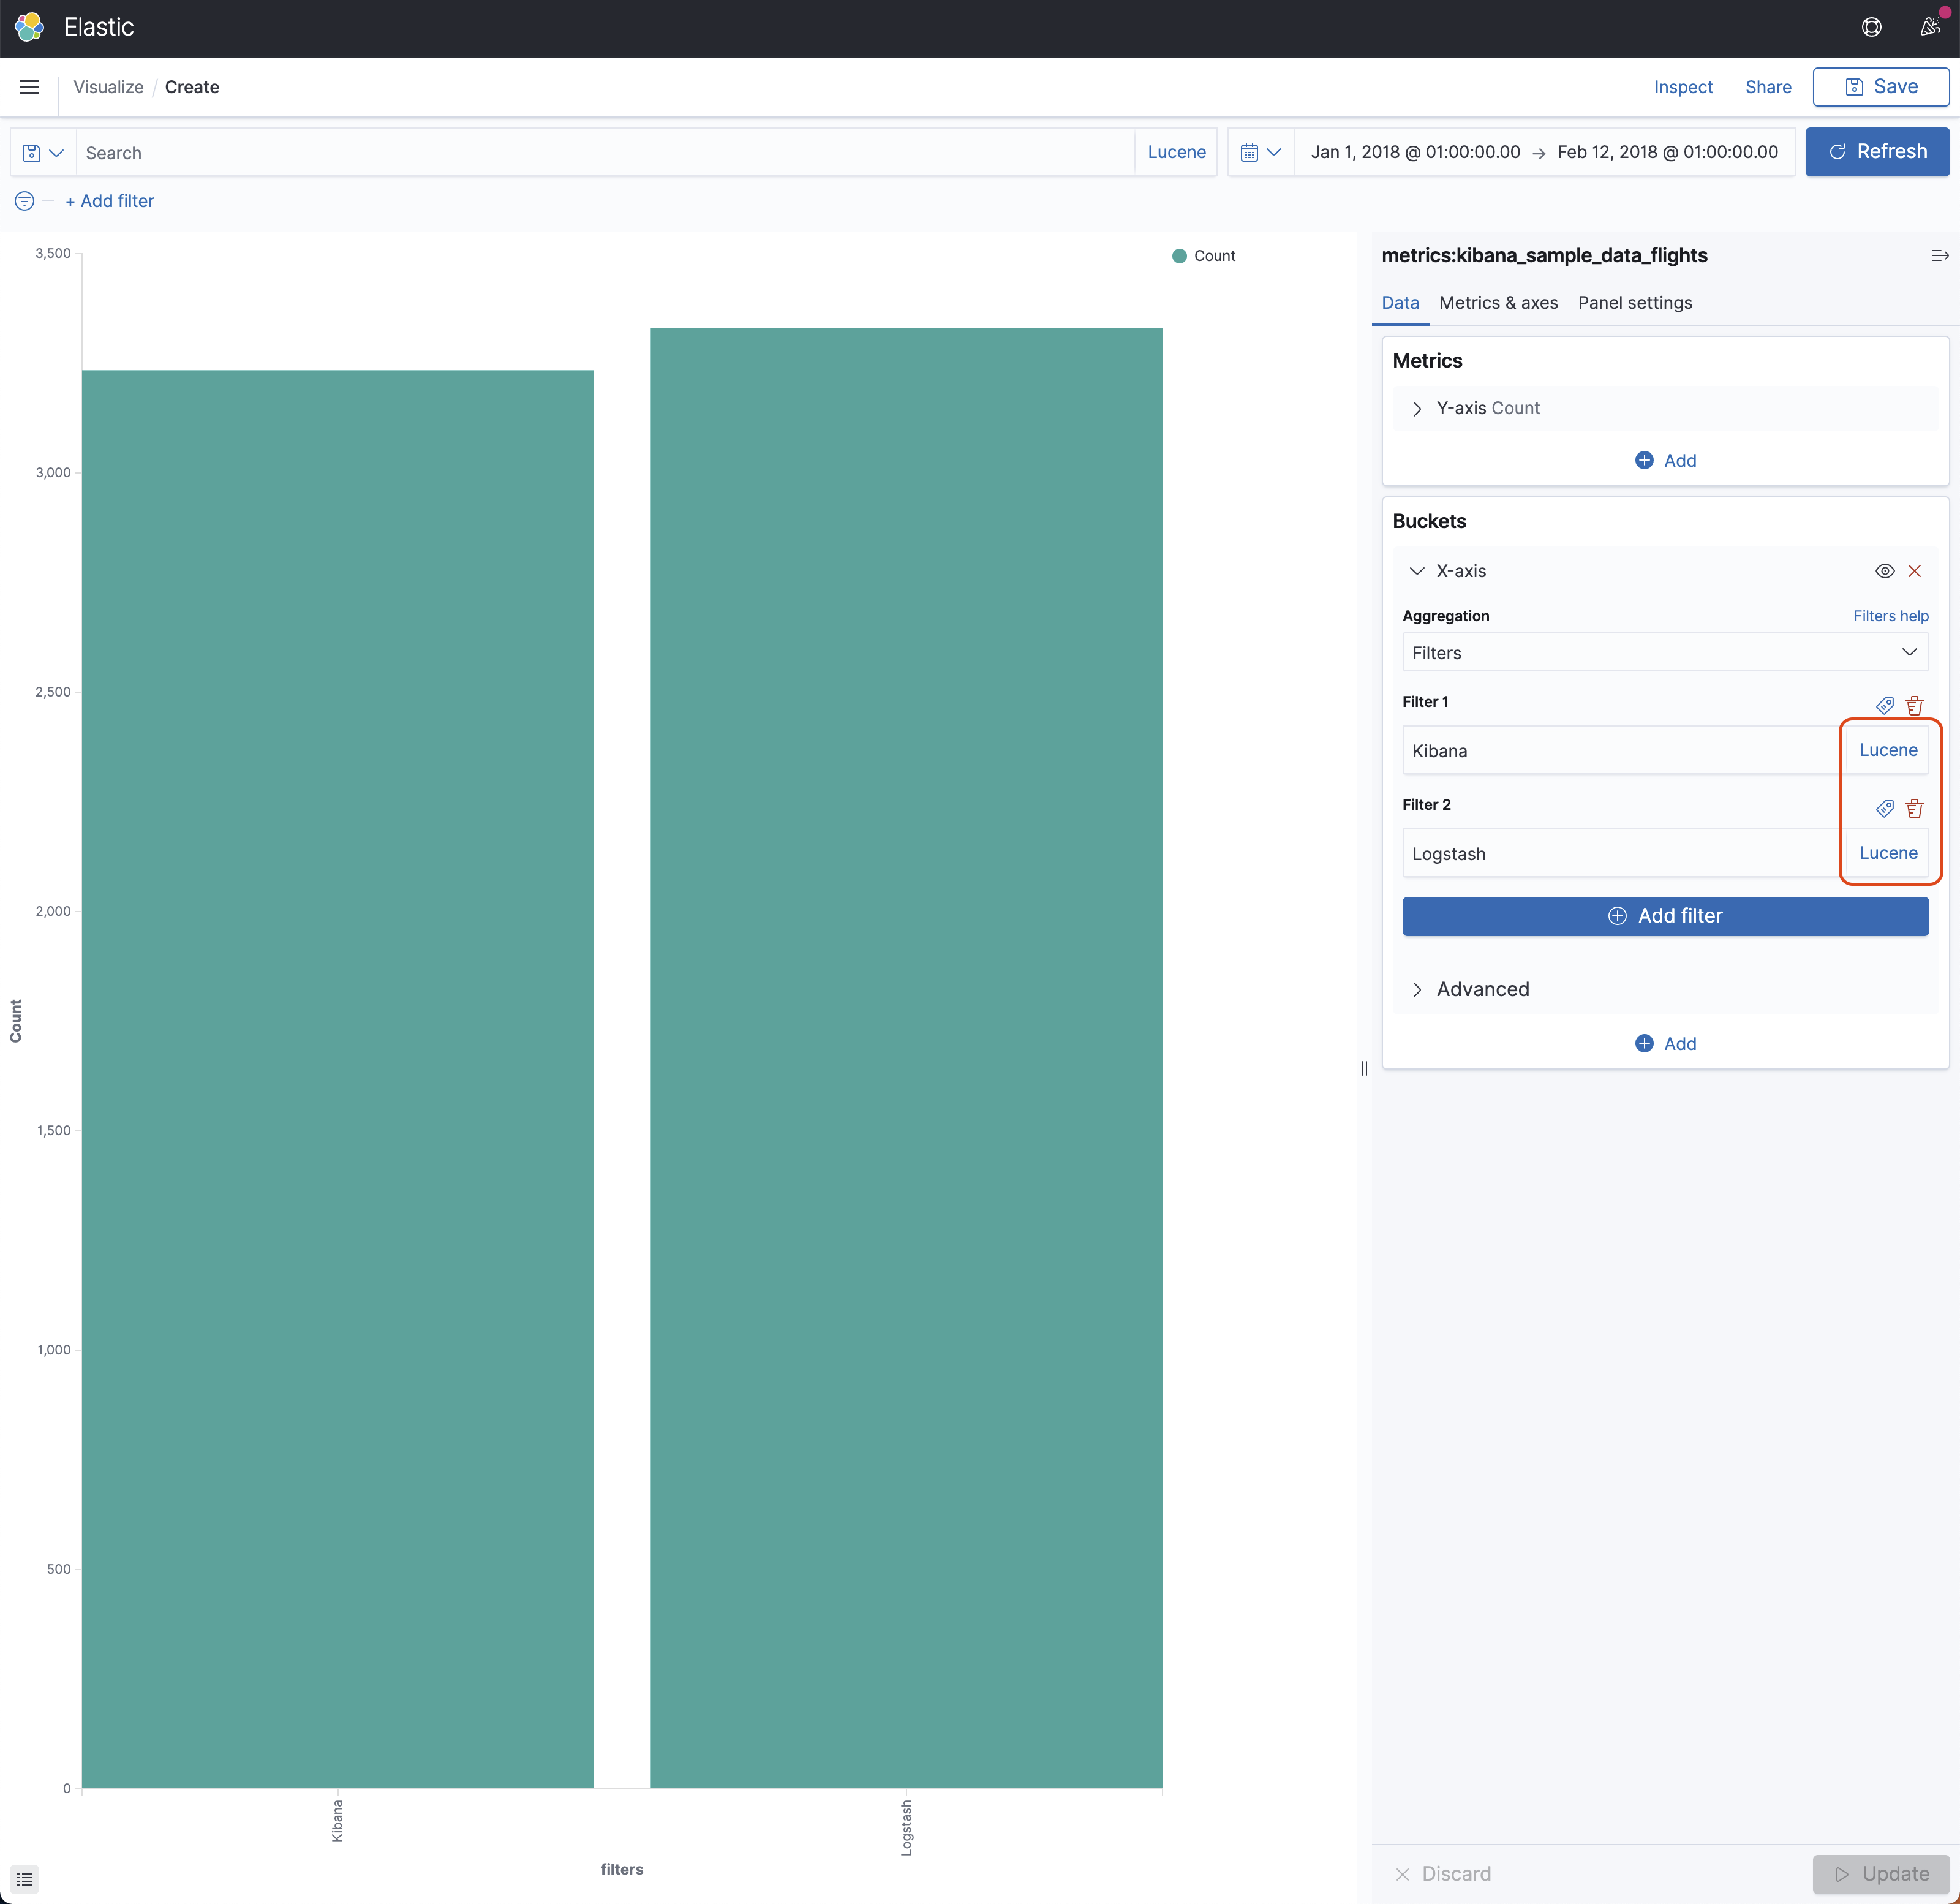 Elastic
Visualize / Create
Inspect Share Save
Search Lucene Jan 1, 2018 @ 01:00:00.00 → Feb 12, 2018 @ 01:00:00.00 Refresh
+ Add filter
3,500
3,000
2,500
2,000
1,500
1,000
500
0
Count
Kibana
Logstash
filters
Count
metrics:kibana_sample_data_flights
Data Metrics & axes Panel settings
Metrics
Y-axis Count
Add
Buckets
X-axis
Aggregation Filters help
Filters
Filter 1
Kibana Lucene
Filter 2
Logstash Lucene
Add filter
Advanced
Add
Discard Update